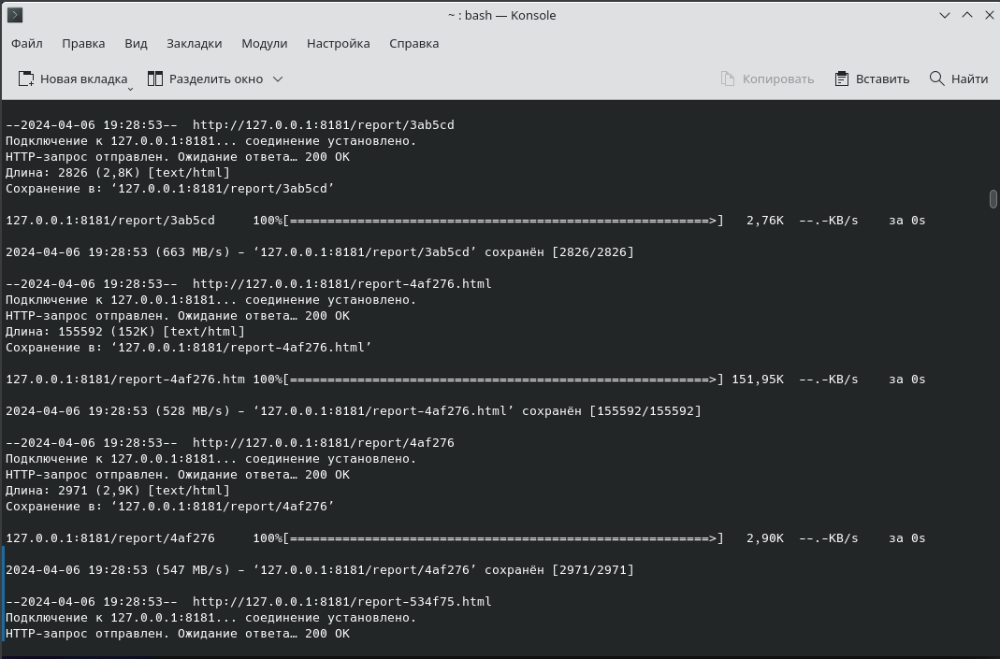 ~ : bash — Konsole
Файл Правка Вид Закладки Модули Настройка Справка
Новая вкладка Разделить окно Копировать Вставить Найти
--2024-04-06 19:28:53--  http://127.0.0.1:8181/report/3ab5cd
Подключение к 127.0.0.1:8181... соединение установлено.
HTTP-запрос отправлен. Ожидание ответа… 200 OK
Длина: 2826 (2,8K) [text/html]
Сохранение в: ‘127.0.0.1:8181/report/3ab5cd’
127.0.0.1:8181/report/3ab5cd     100%[========================================================>]   2,76K  --.-KB/s    за 0s
2024-04-06 19:28:53 (663 MB/s) - ‘127.0.0.1:8181/report/3ab5cd’ сохранён [2826/2826]
--2024-04-06 19:28:53--  http://127.0.0.1:8181/report-4af276.html
Подключение к 127.0.0.1:8181... соединение установлено.
HTTP-запрос отправлен. Ожидание ответа… 200 OK
Длина: 155592 (152K) [text/html]
Сохранение в: ‘127.0.0.1:8181/report-4af276.html’
127.0.0.1:8181/report-4af276.htm 100%[========================================================>] 151,95K  --.-KB/s    за 0s
2024-04-06 19:28:53 (528 MB/s) - ‘127.0.0.1:8181/report-4af276.html’ сохранён [155592/155592]
--2024-04-06 19:28:53--  http://127.0.0.1:8181/report/4af276
Подключение к 127.0.0.1:8181... соединение установлено.
HTTP-запрос отправлен. Ожидание ответа… 200 OK
Длина: 2971 (2,9K) [text/html]
Сохранение в: ‘127.0.0.1:8181/report/4af276’
127.0.0.1:8181/report/4af276     100%[========================================================>]   2,90K  --.-KB/s    за 0s
2024-04-06 19:28:53 (547 MB/s) - ‘127.0.0.1:8181/report/4af276’ сохранён [2971/2971]
--2024-04-06 19:28:53--  http://127.0.0.1:8181/report-534f75.html
Подключение к 127.0.0.1:8181... соединение установлено.
HTTP-запрос отправлен. Ожидание ответа… 200 OK